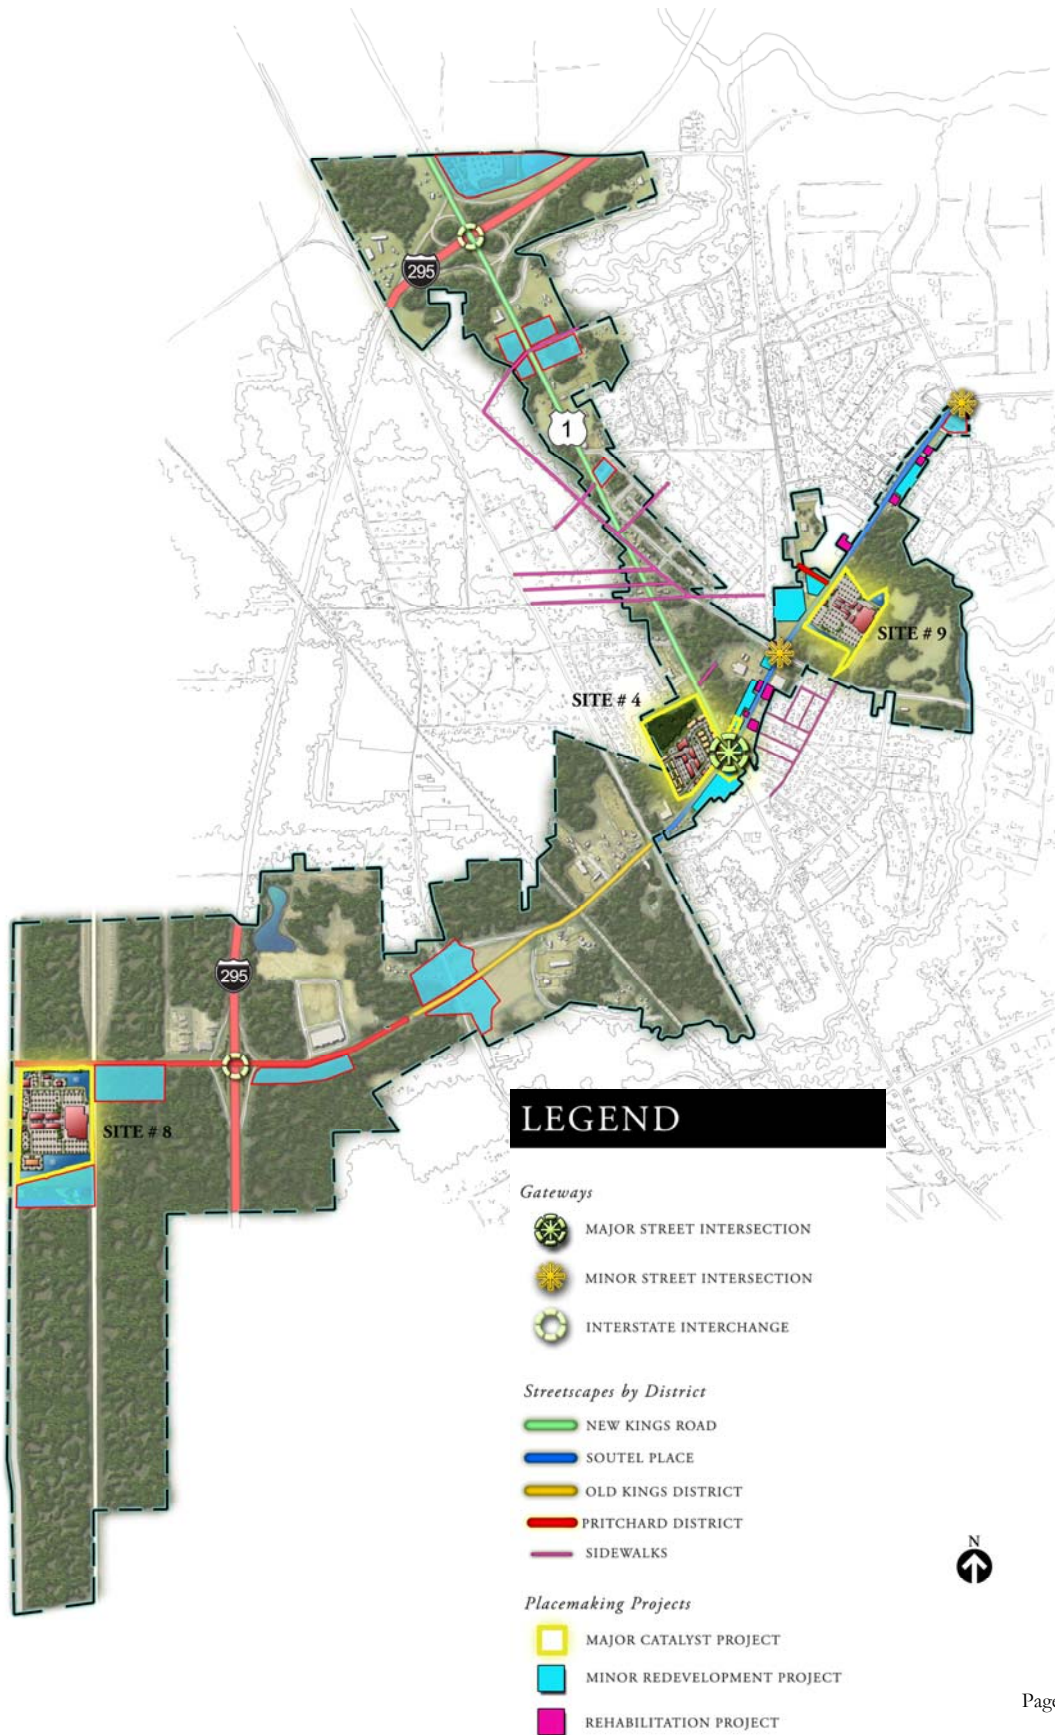 295
1
SITE # 9
SITE # 4
295
SITE # 8
LEGEND
Gateways
MAJOR STREET INTERSECTION
MINOR STREET INTERSECTION
INTERSTATE INTERCHANGE
Streetscapes by District
NEW KINGS ROAD
SOUTEL PLACE
OLD KINGS DISTRICT
PRITCHARD DISTRICT
SIDEWALKS
N
Placemaking Projects
MAJOR CATALYST PROJECT
MINOR REDEVELOPMENT PROJECT
Page
REHABILITATION PROJECT